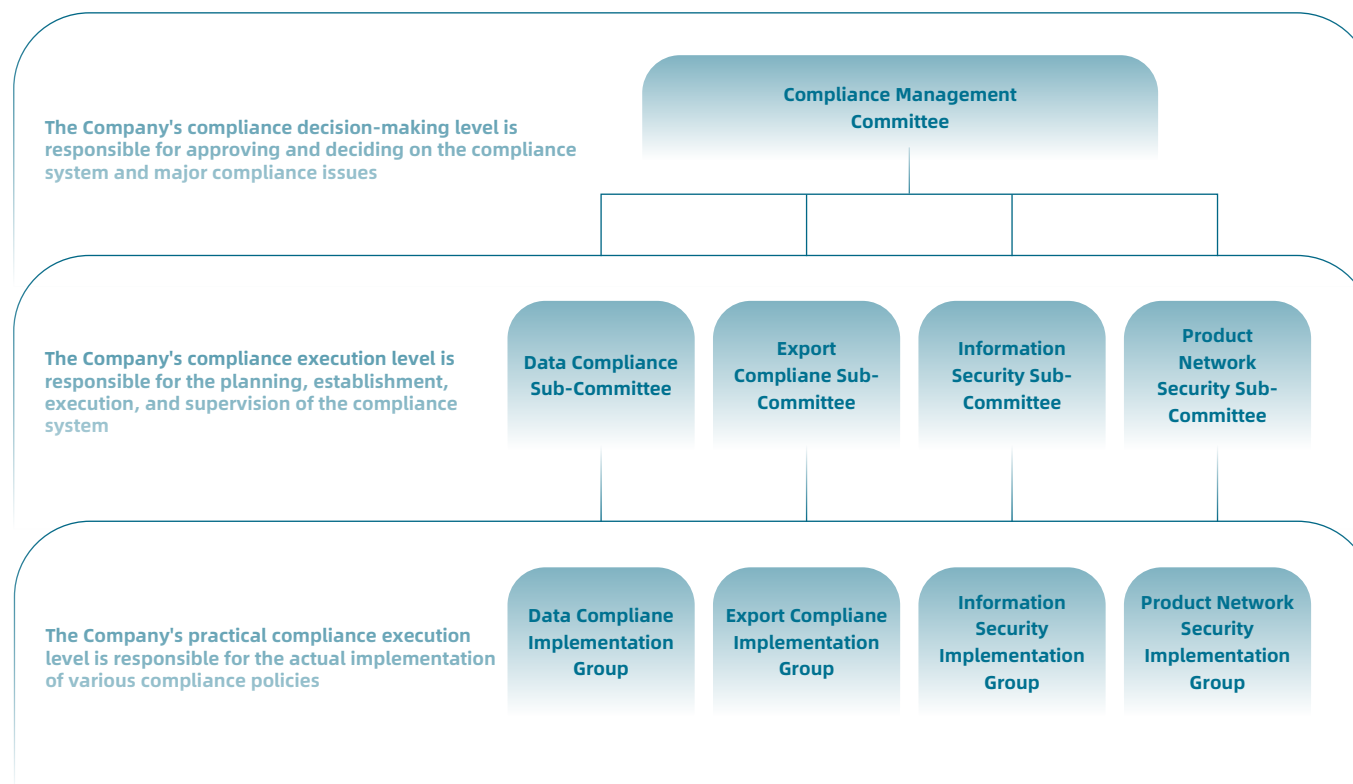 Compliance Management
Committee
The Company's compliance decision-making level is
responsible for approving and deciding on the compliance
system and major compliance issues
The Company's compliance execution level is
responsible for the planning, establishment,
execution, and supervision of the compliance
system
Data Compliance
Sub-Committee
Export
Compliane Sub-
Committee
Information
Security Sub-
Committee
Product
Network
Security Sub-
Committee
The Company's practical compliance execution
level is responsible for the actual implementation
of various compliance policies
Data Compliane
Implementation
Group
Export Compliane
Implementation
Group
Information
Security
Implementation
Group
Product Network
Security
Implementation
Group